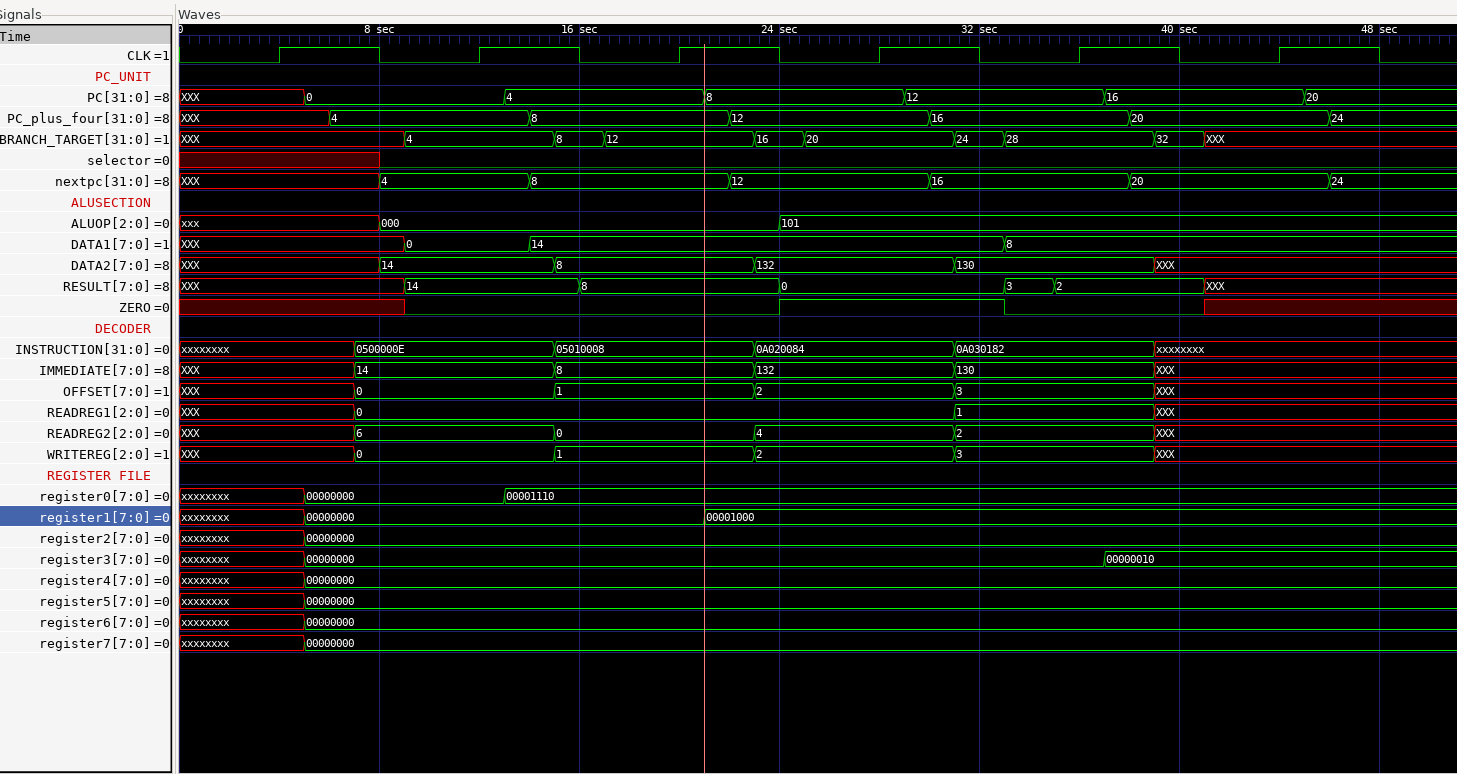 Signals Waves
Time 0 8 sec 16 sec 24 sec 32 sec 40 sec 48 sec
CLK =1
PC_UNIT
PC[31:0] =8 XXX 0 4 8 12 16 20
PC_plus_four[31:0] =8 XXX 4 8 12 16 20 24
BRANCH_TARGET[31:0] =1 XXX 4 8 12 16 20 24 28 32 XXX
selector =0
nextpc[31:0] =8 XXX 4 8 12 16 20 24
ALUSECTION
ALUOP[2:0] =0 xxx 000 101
DATA1[7:0] =1 XXX 0 14 8
DATA2[7:0] =8 XXX 14 8 132 130 XXX
RESULT[7:0] =8 XXX 14 8 0 3 2 XXX
ZERO =0
DECODER
INSTRUCTION[31:0] =0 xxxxxxxx 0500000E 05010008 0A020084 0A030182 xxxxxxxx
IMMEDIATE[7:0] =8 XXX 14 8 132 130 XXX
OFFSET[7:0] =1 XXX 0 1 2 3 XXX
READREG1[2:0] =0 XXX 0 1 XXX
READREG2[2:0] =0 XXX 6 0 4 2 XXX
WRITEREG[2:0] =1 XXX 0 1 2 3 XXX
REGISTER FILE
register0[7:0] =0 xxxxxxxx 00000000 00001110
register1[7:0] =0 xxxxxxxx 00000000 00001000
register2[7:0] =0 xxxxxxxx 00000000
register3[7:0] =0 xxxxxxxx 00000000 00000010
register4[7:0] =0 xxxxxxxx 00000000
register5[7:0] =0 xxxxxxxx 00000000
register6[7:0] =0 xxxxxxxx 00000000
register7[7:0] =0 xxxxxxxx 00000000